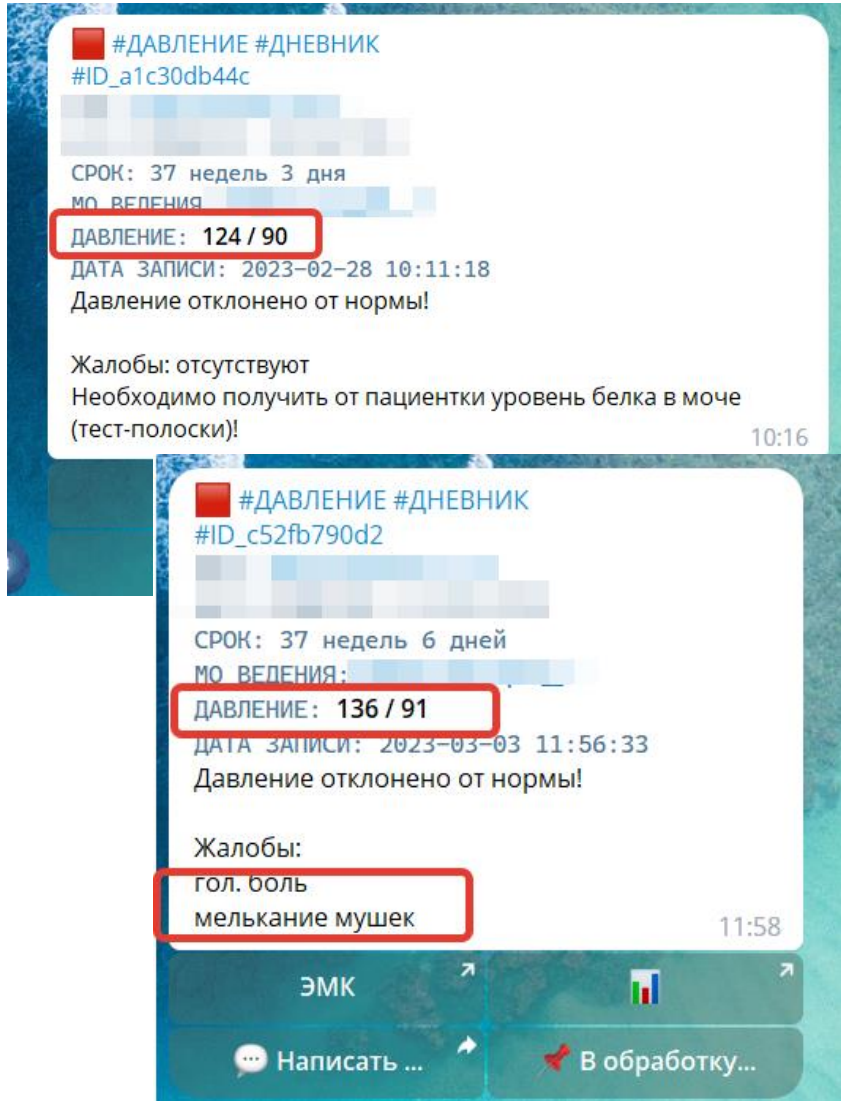 #ДАВЛЕНИЕ #ДНЕВНИК
#ID_a1c30db44c
СРОК: 37 недель 3 дня
МО ВЕДЕНИЯ
ДАВЛЕНИЕ: 124 / 90
ДАТА ЗАПИСИ: 2023-02-28 10:11:18
Давление отклонено от нормы!
Жалобы: отсутствуют
Необходимо получить от пациентки уровень белка в моче
(тест-полоски)!
10:16
#ДАВЛЕНИЕ #ДНЕВНИК
#ID_c52fb790d2
СРОК: 37 недель 6 дней
МО ВЕДЕНИЯ:
ДАВЛЕНИЕ: 136 / 91
ДАТА ЗАПИСИ: 2023-03-03 11:56:33
Давление отклонено от нормы!
Жалобы:
гол. боль
мелькание мушек
11:58
ЭМК
Написать ...
В обработку...